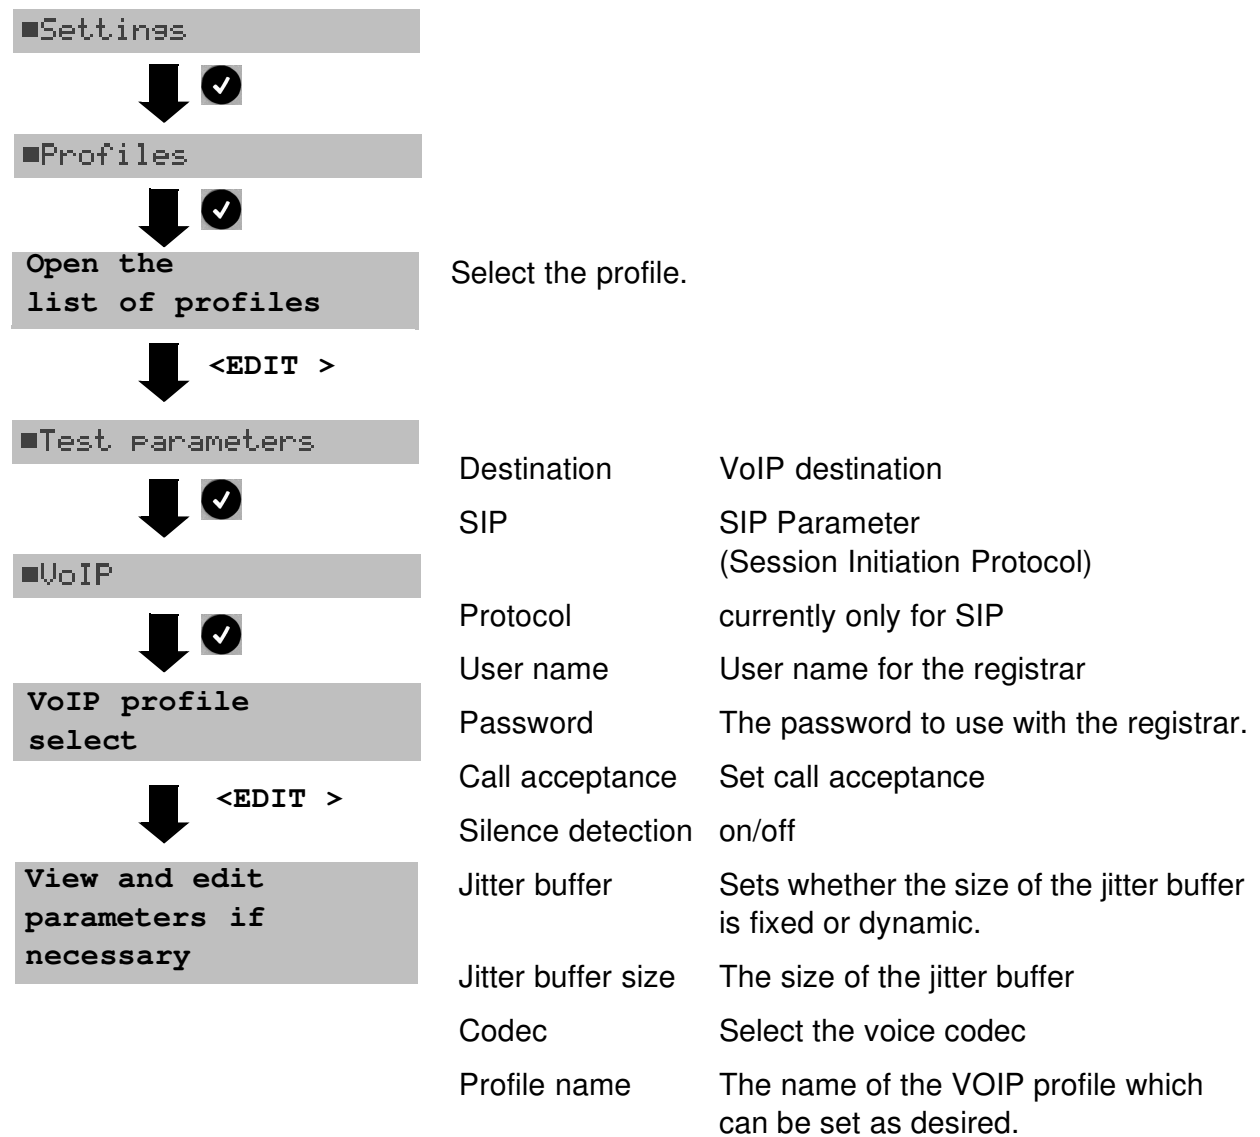 ■Settings
■Profiles
Open the
list of profiles
Select the profile.
<EDIT >
■Test parameters
■VoIP
VoIP profile
select
<EDIT >
View and edit
parameters if
necessary
Destination VoIP destination
SIP SIP Parameter
(Session Initiation Protocol)
Protocol currently only for SIP
User name User name for the registrar
Password The password to use with the registrar.
Call acceptance Set call acceptance
Silence detection on/off
Jitter buffer Sets whether the size of the jitter buffer
is fixed or dynamic.
Jitter buffer size The size of the jitter buffer
Codec Select the voice codec
Profile name The name of the VOIP profile which
can be set as desired.